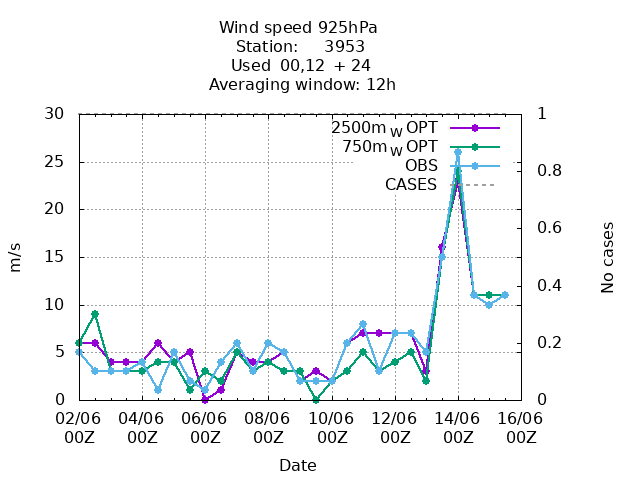 Wind speed 925hPa
Station: 3953
Used 00,12 + 24
Averaging window: 12h
30 1
2500m_W OPT
750m_W OPT
25 OBS 0.8
CASES
20
0.6
15
0.4
10
0.2
5
0 0
02/06 04/06 06/06 08/06 10/06 12/06 14/06 16/06
00Z 00Z 00Z 00Z 00Z 00Z 00Z 00Z
Date
m/s
No cases